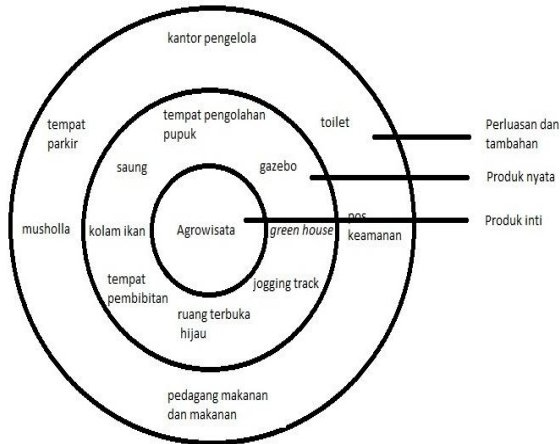 kantor pengelola
tempat
parkir
toilet
tempat pengolahan
pupuk
saung
gazebo
musholla
kolam ikan
Agrowisata
green house
pos
keamanan
tempat
pembibitan
jogging track
ruang terbuka
hijau
pedagang makanan
dan makanan
Perluasan dan
tambahan
Produk nyata
Produk inti